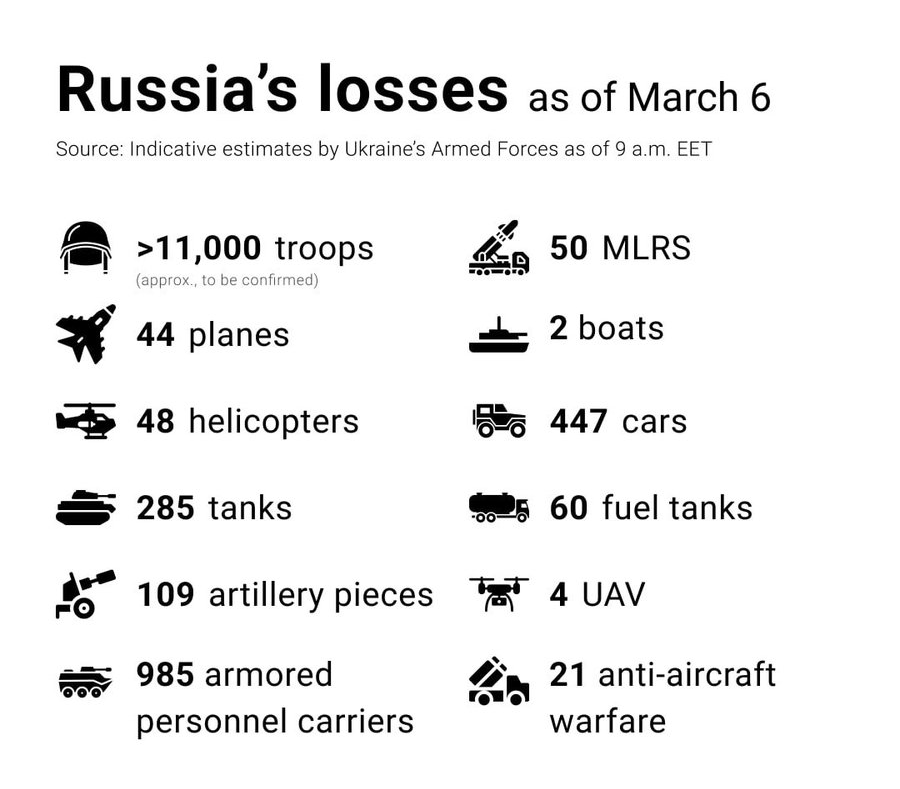 Russia’s losses as of March 6
Source: Indicative estimates by Ukraine’s Armed Forces as of 9 a.m. EET
>11,000 troops
(approx., to be confirmed)
44 planes
48 helicopters
285 tanks
109 artillery pieces
985 armored
personnel carriers
50 MLRS
2 boats
447 cars
60 fuel tanks
4 UAV
21 anti-aircraft
warfare